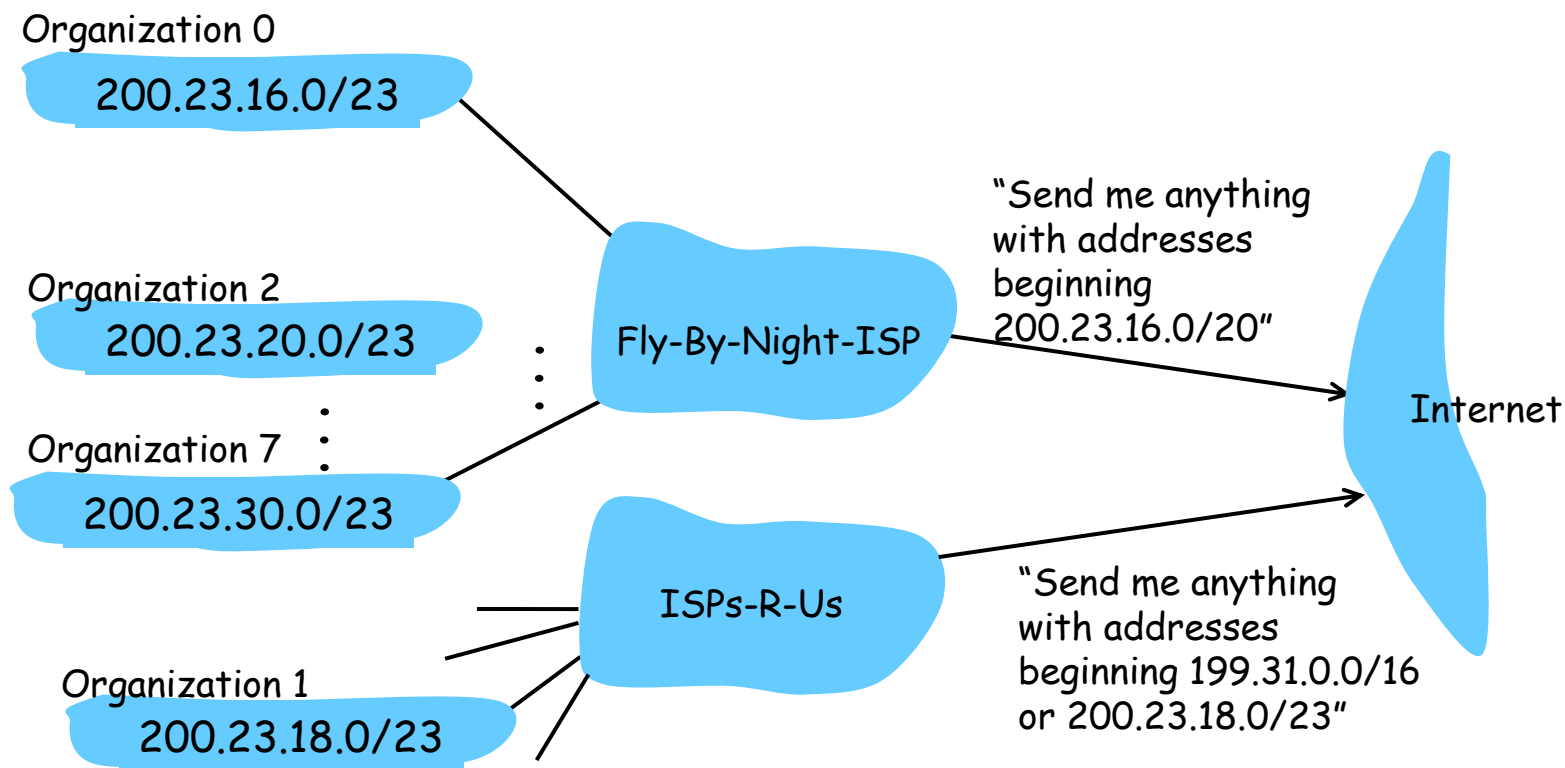 Organization 0
200.23.16.0/23
Organization 2
200.23.20.0/23
Organization 7
200.23.30.0/23
Organization 1
200.23.18.0/23
Fly-By-Night-ISP
ISPs-R-Us
“Send me anything
with addresses
beginning
200.23.16.0/20”
Internet
“Send me anything
with addresses
beginning 199.31.0.0/16
or 200.23.18.0/23”